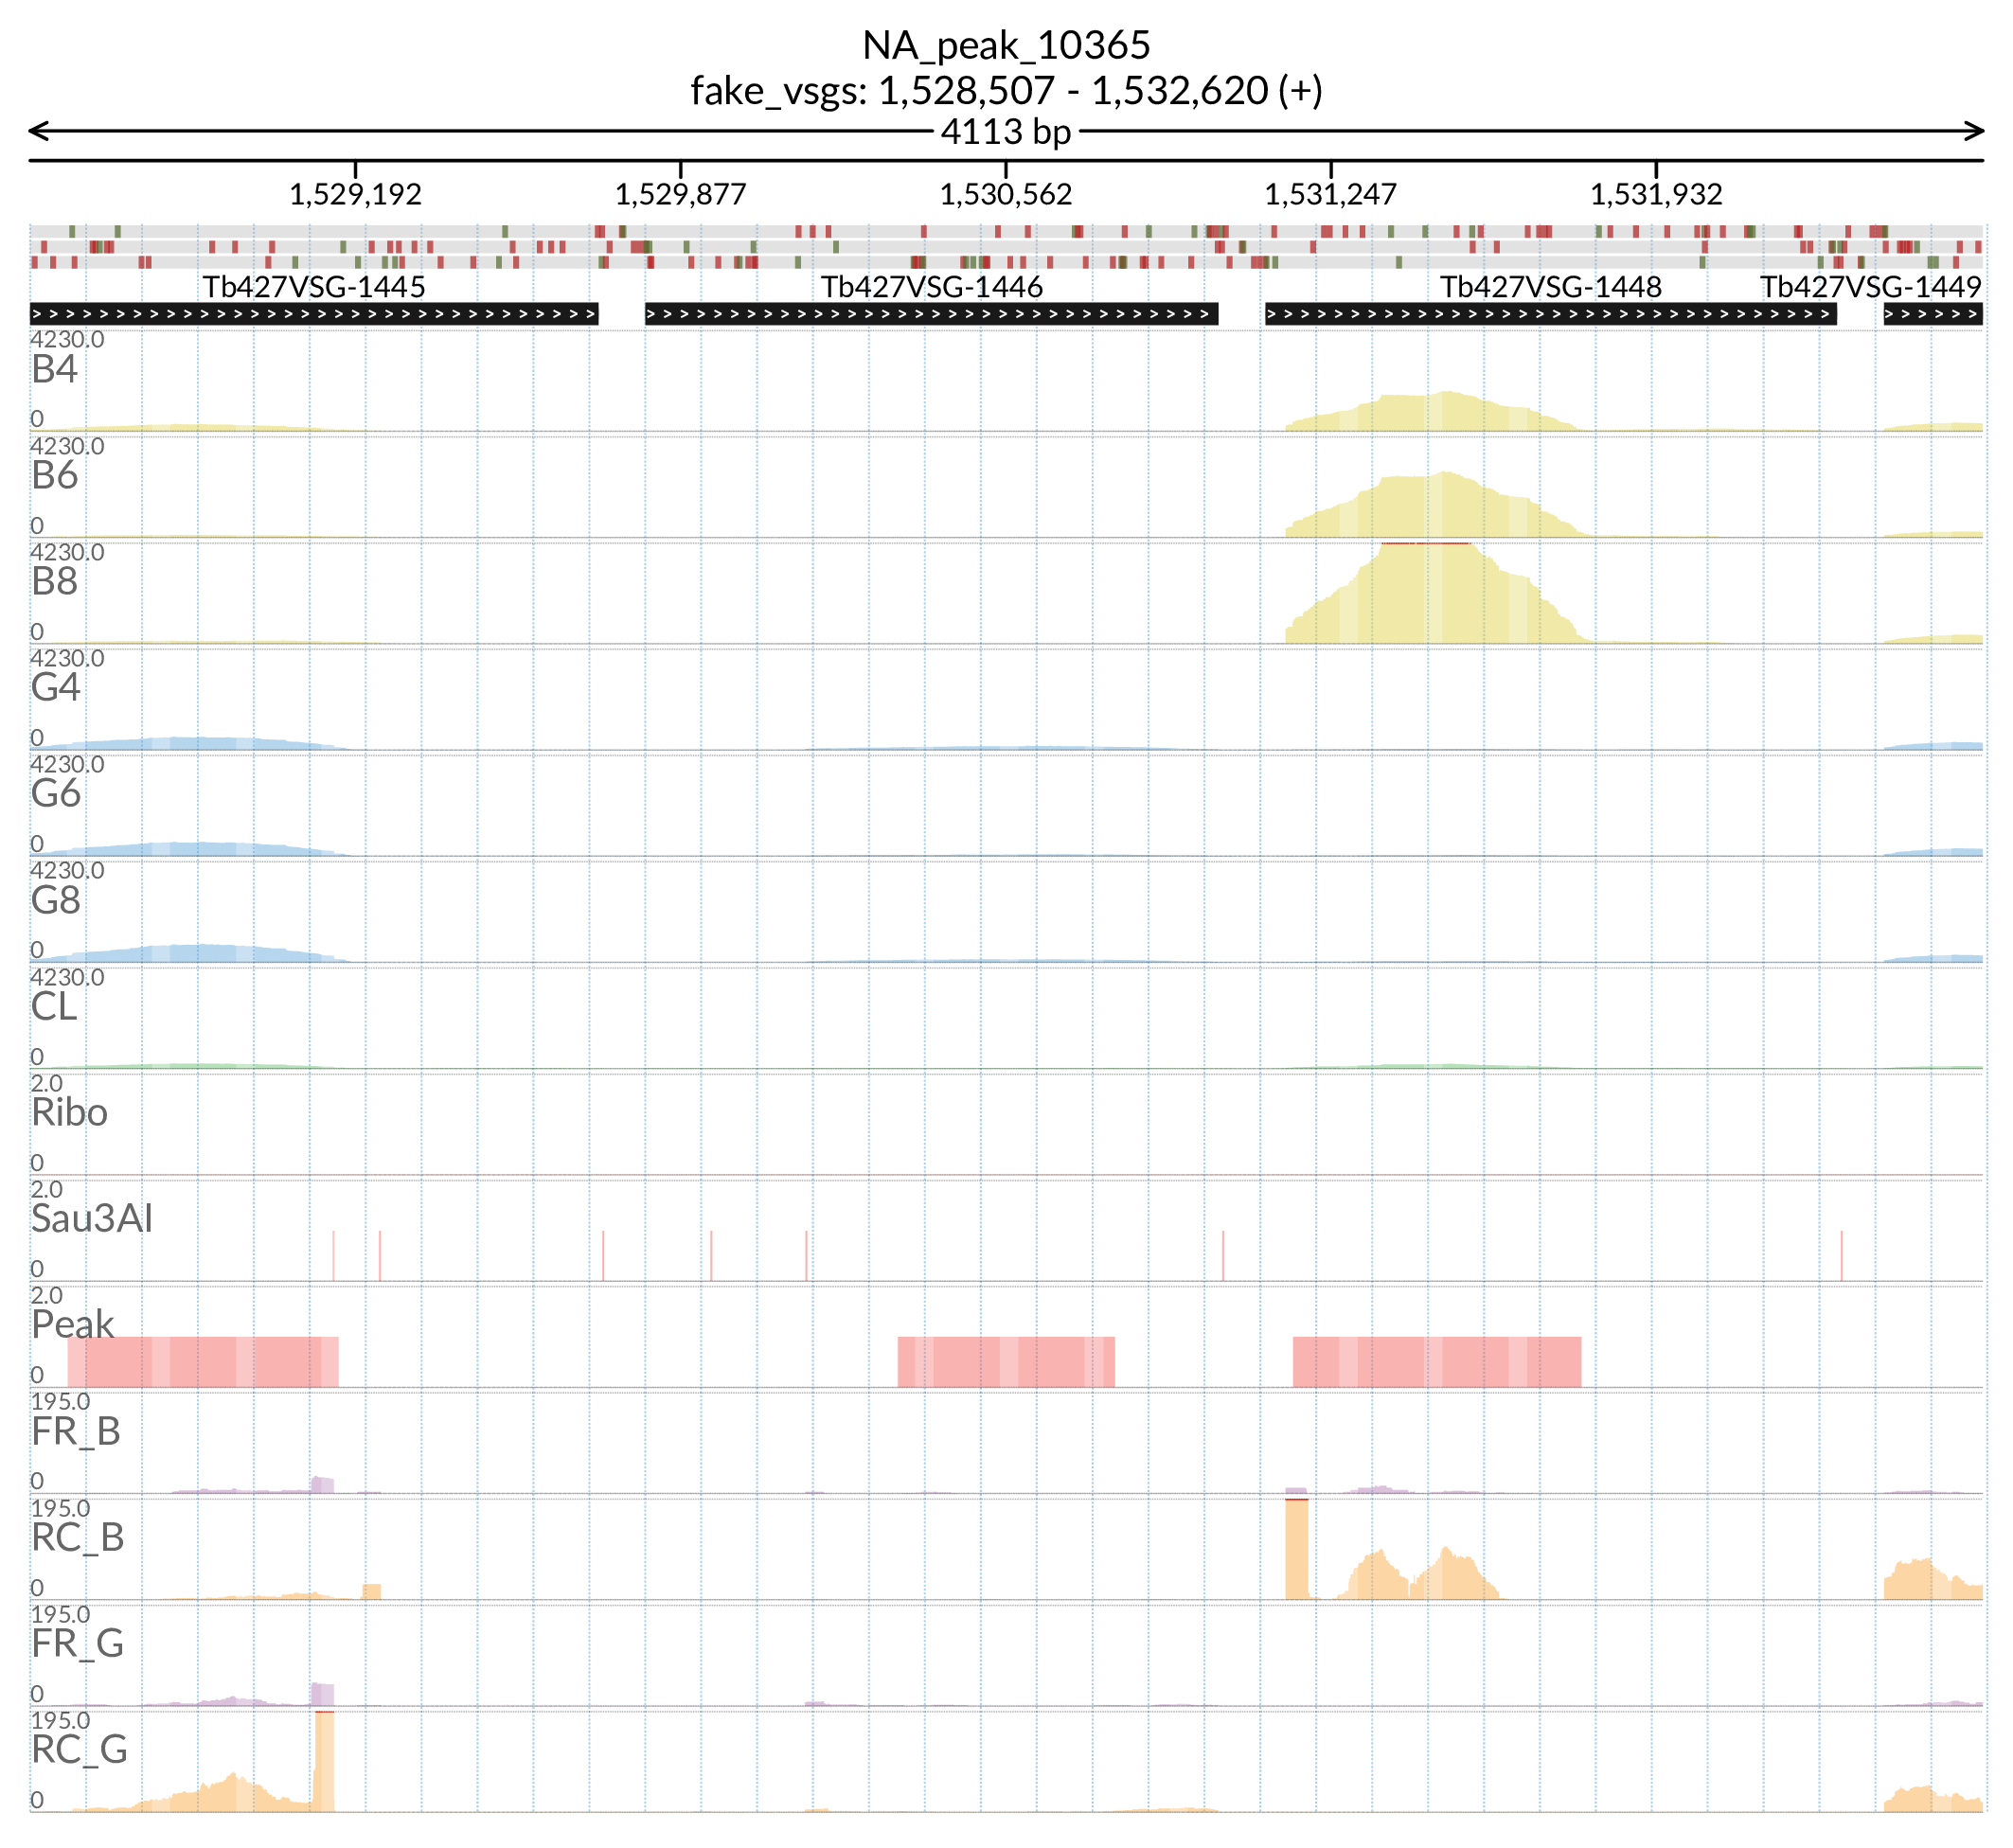 NA_peak_10365
fake_vsgs: 1,528,507 - 1,532,620 (+)
4113 bp
1,529,192 1,529,877 1,530,562 1,531,247 1,531,932
Tb427VSG-1445 Tb427VSG-1446 Tb427VSG-1448 Tb427VSG-1449
4230.0
B4
0
4230.0
B6
0
4230.0
B8
0
4230.0
G4
0
4230.0
G6
0
4230.0
G8
0
4230.0
CL
0
2.0
Ribo
0
2.0
Sau3AI
0
2.0
Peak
0
195.0
FR_B
0
195.0
RC_B
0
195.0
FR_G
0
195.0
RC_G
0